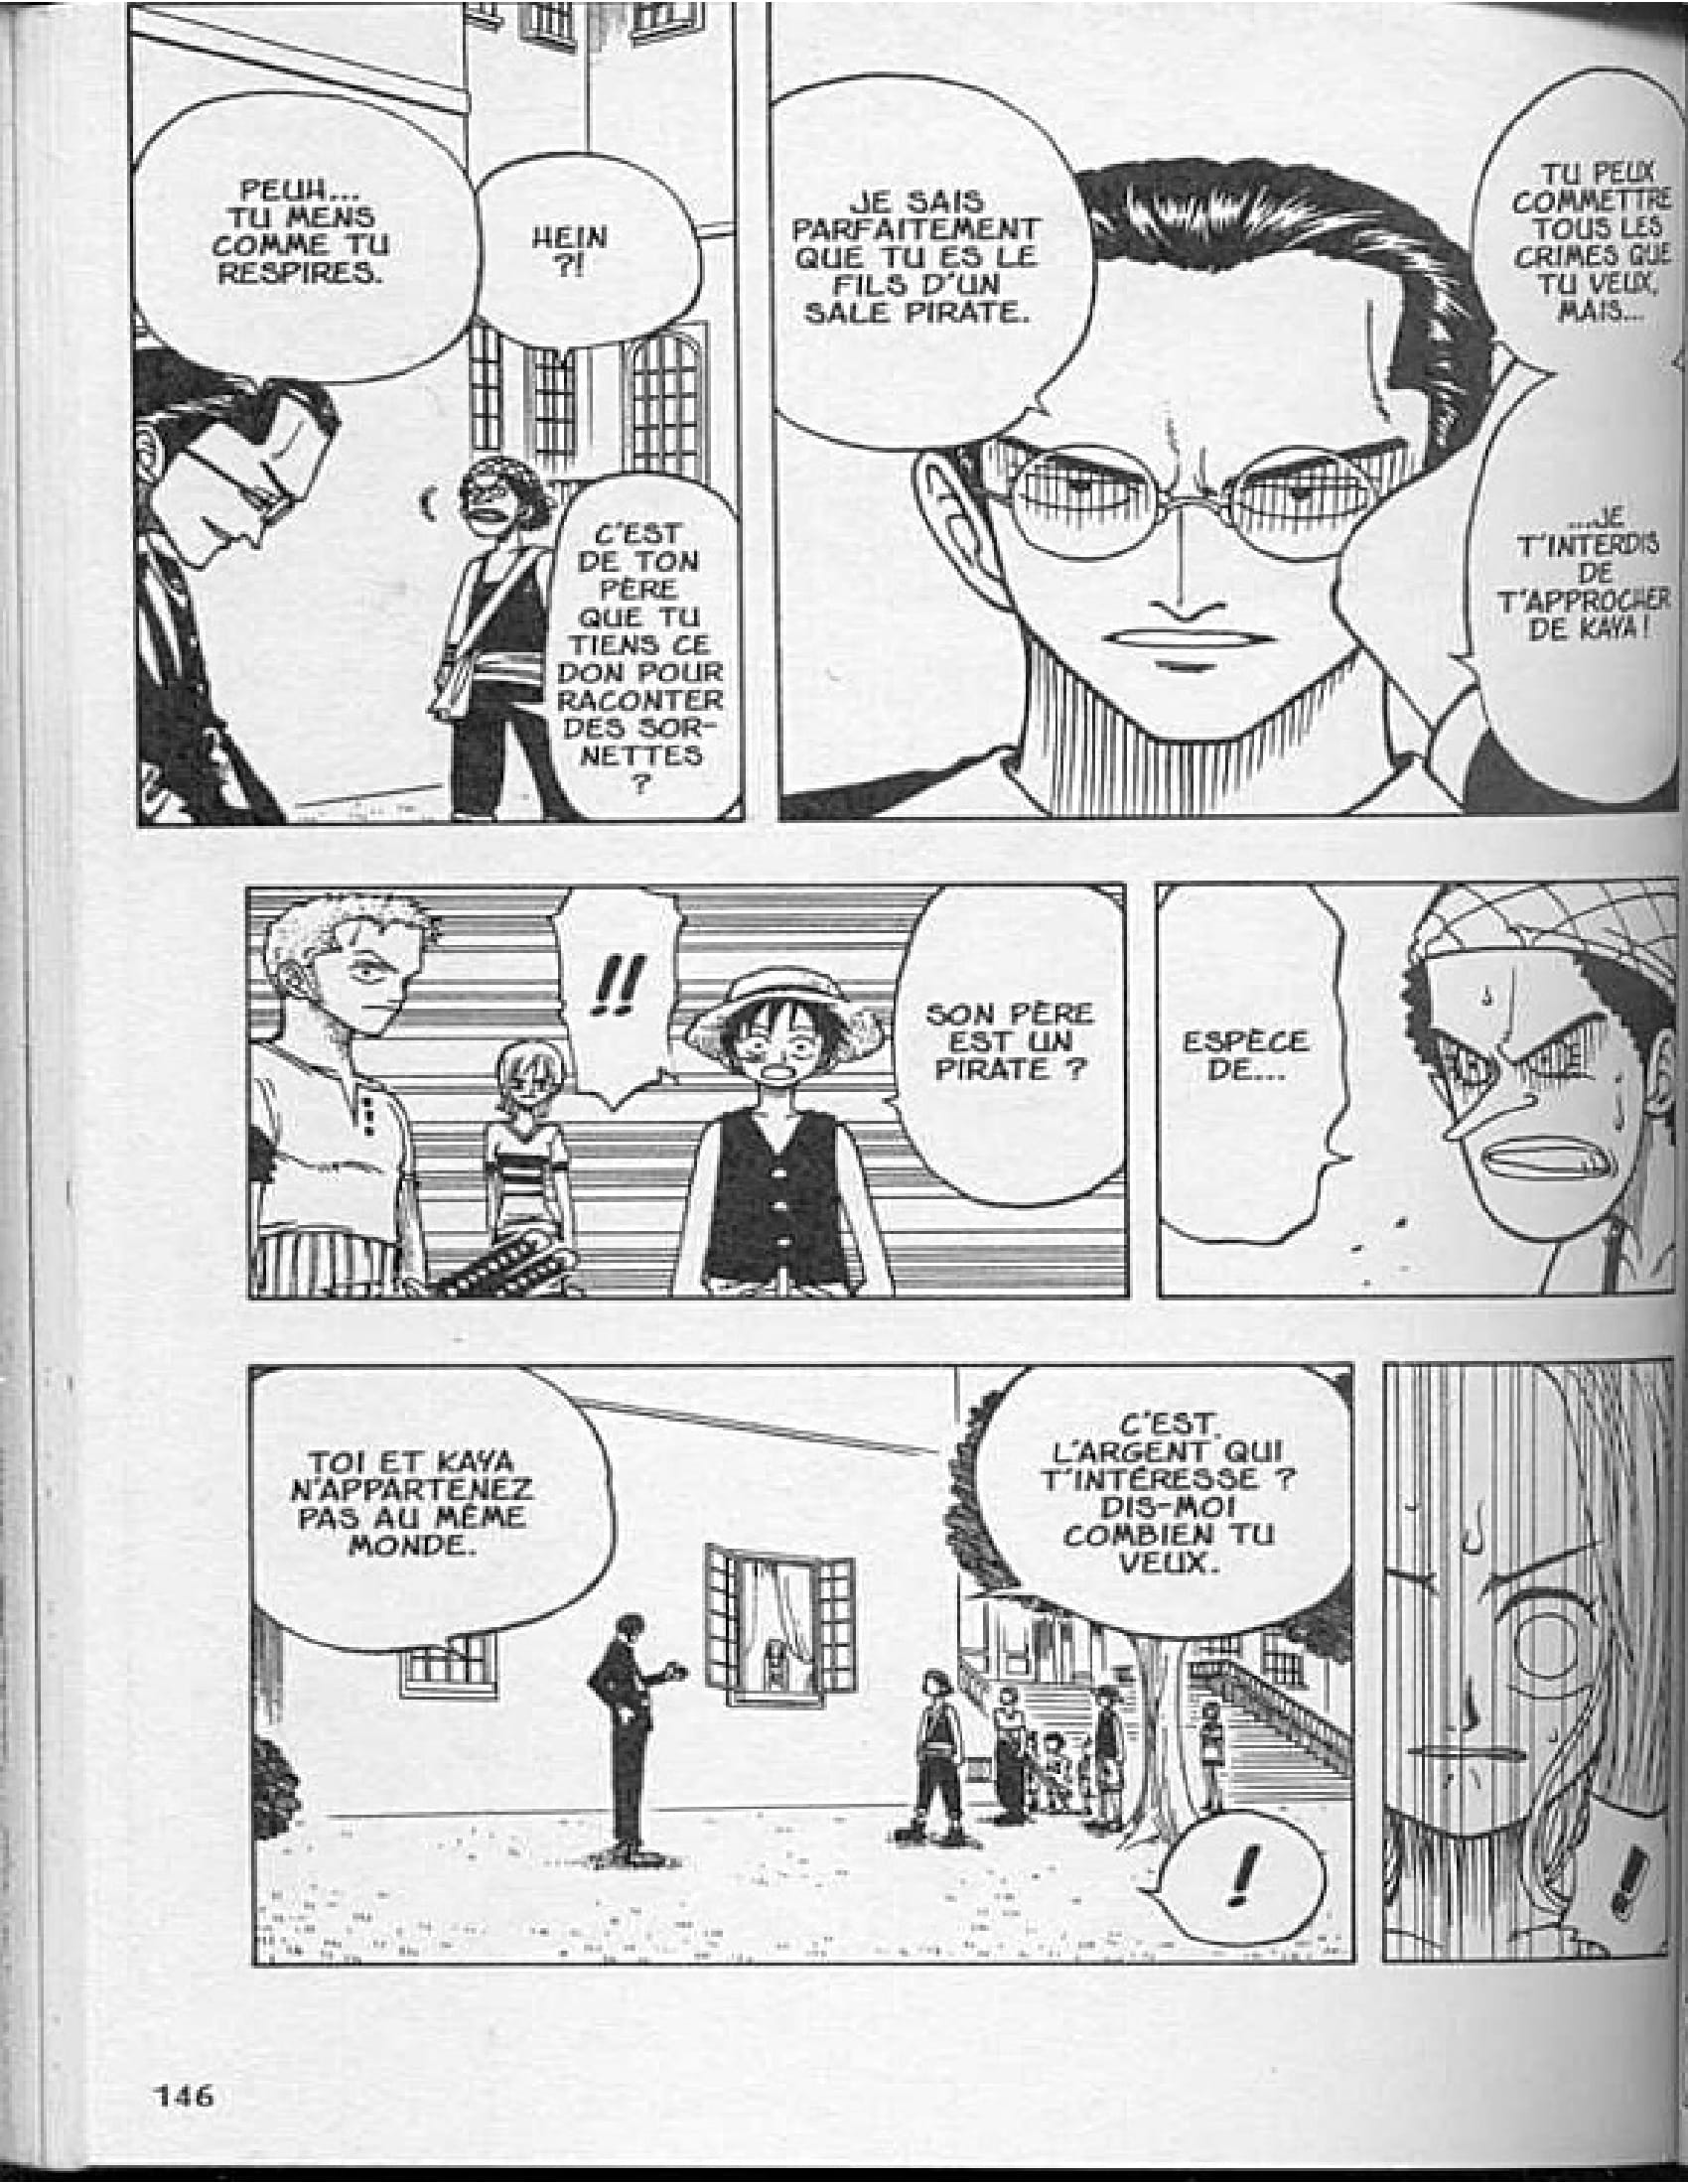 TU PEUX
COMMETTRE
TOUS LES
CRIMES QUE
TU VEUX,
MAIS...
....JE
T'INTERDIS
DE
T'APPROCHER
DE KAYA !
JE SAIS
PARFAITEMENT
QUE TU ES LE
FILS D'UN
SALE PIRATE.
HEIN
?!
PEUH...
TU MENS
COMME TU
RESPIRES.
C'EST
DE TON
PÈRE
QUE TU
TIENS CE
DON POUR
RACONTER
DES SOR-
NETTES
?
ESPÈCE
DE...
SON PÈRE
EST UN
PIRATE ?
!!
!!
C'EST
L'ARGENT QUI
T'INTÉRESSE ?
DIS-MOI
COMBIEN TU
VEUX.
TOI ET KAYA
N'APPARTENEZ
PAS AU MÊME
MONDE.
!
146